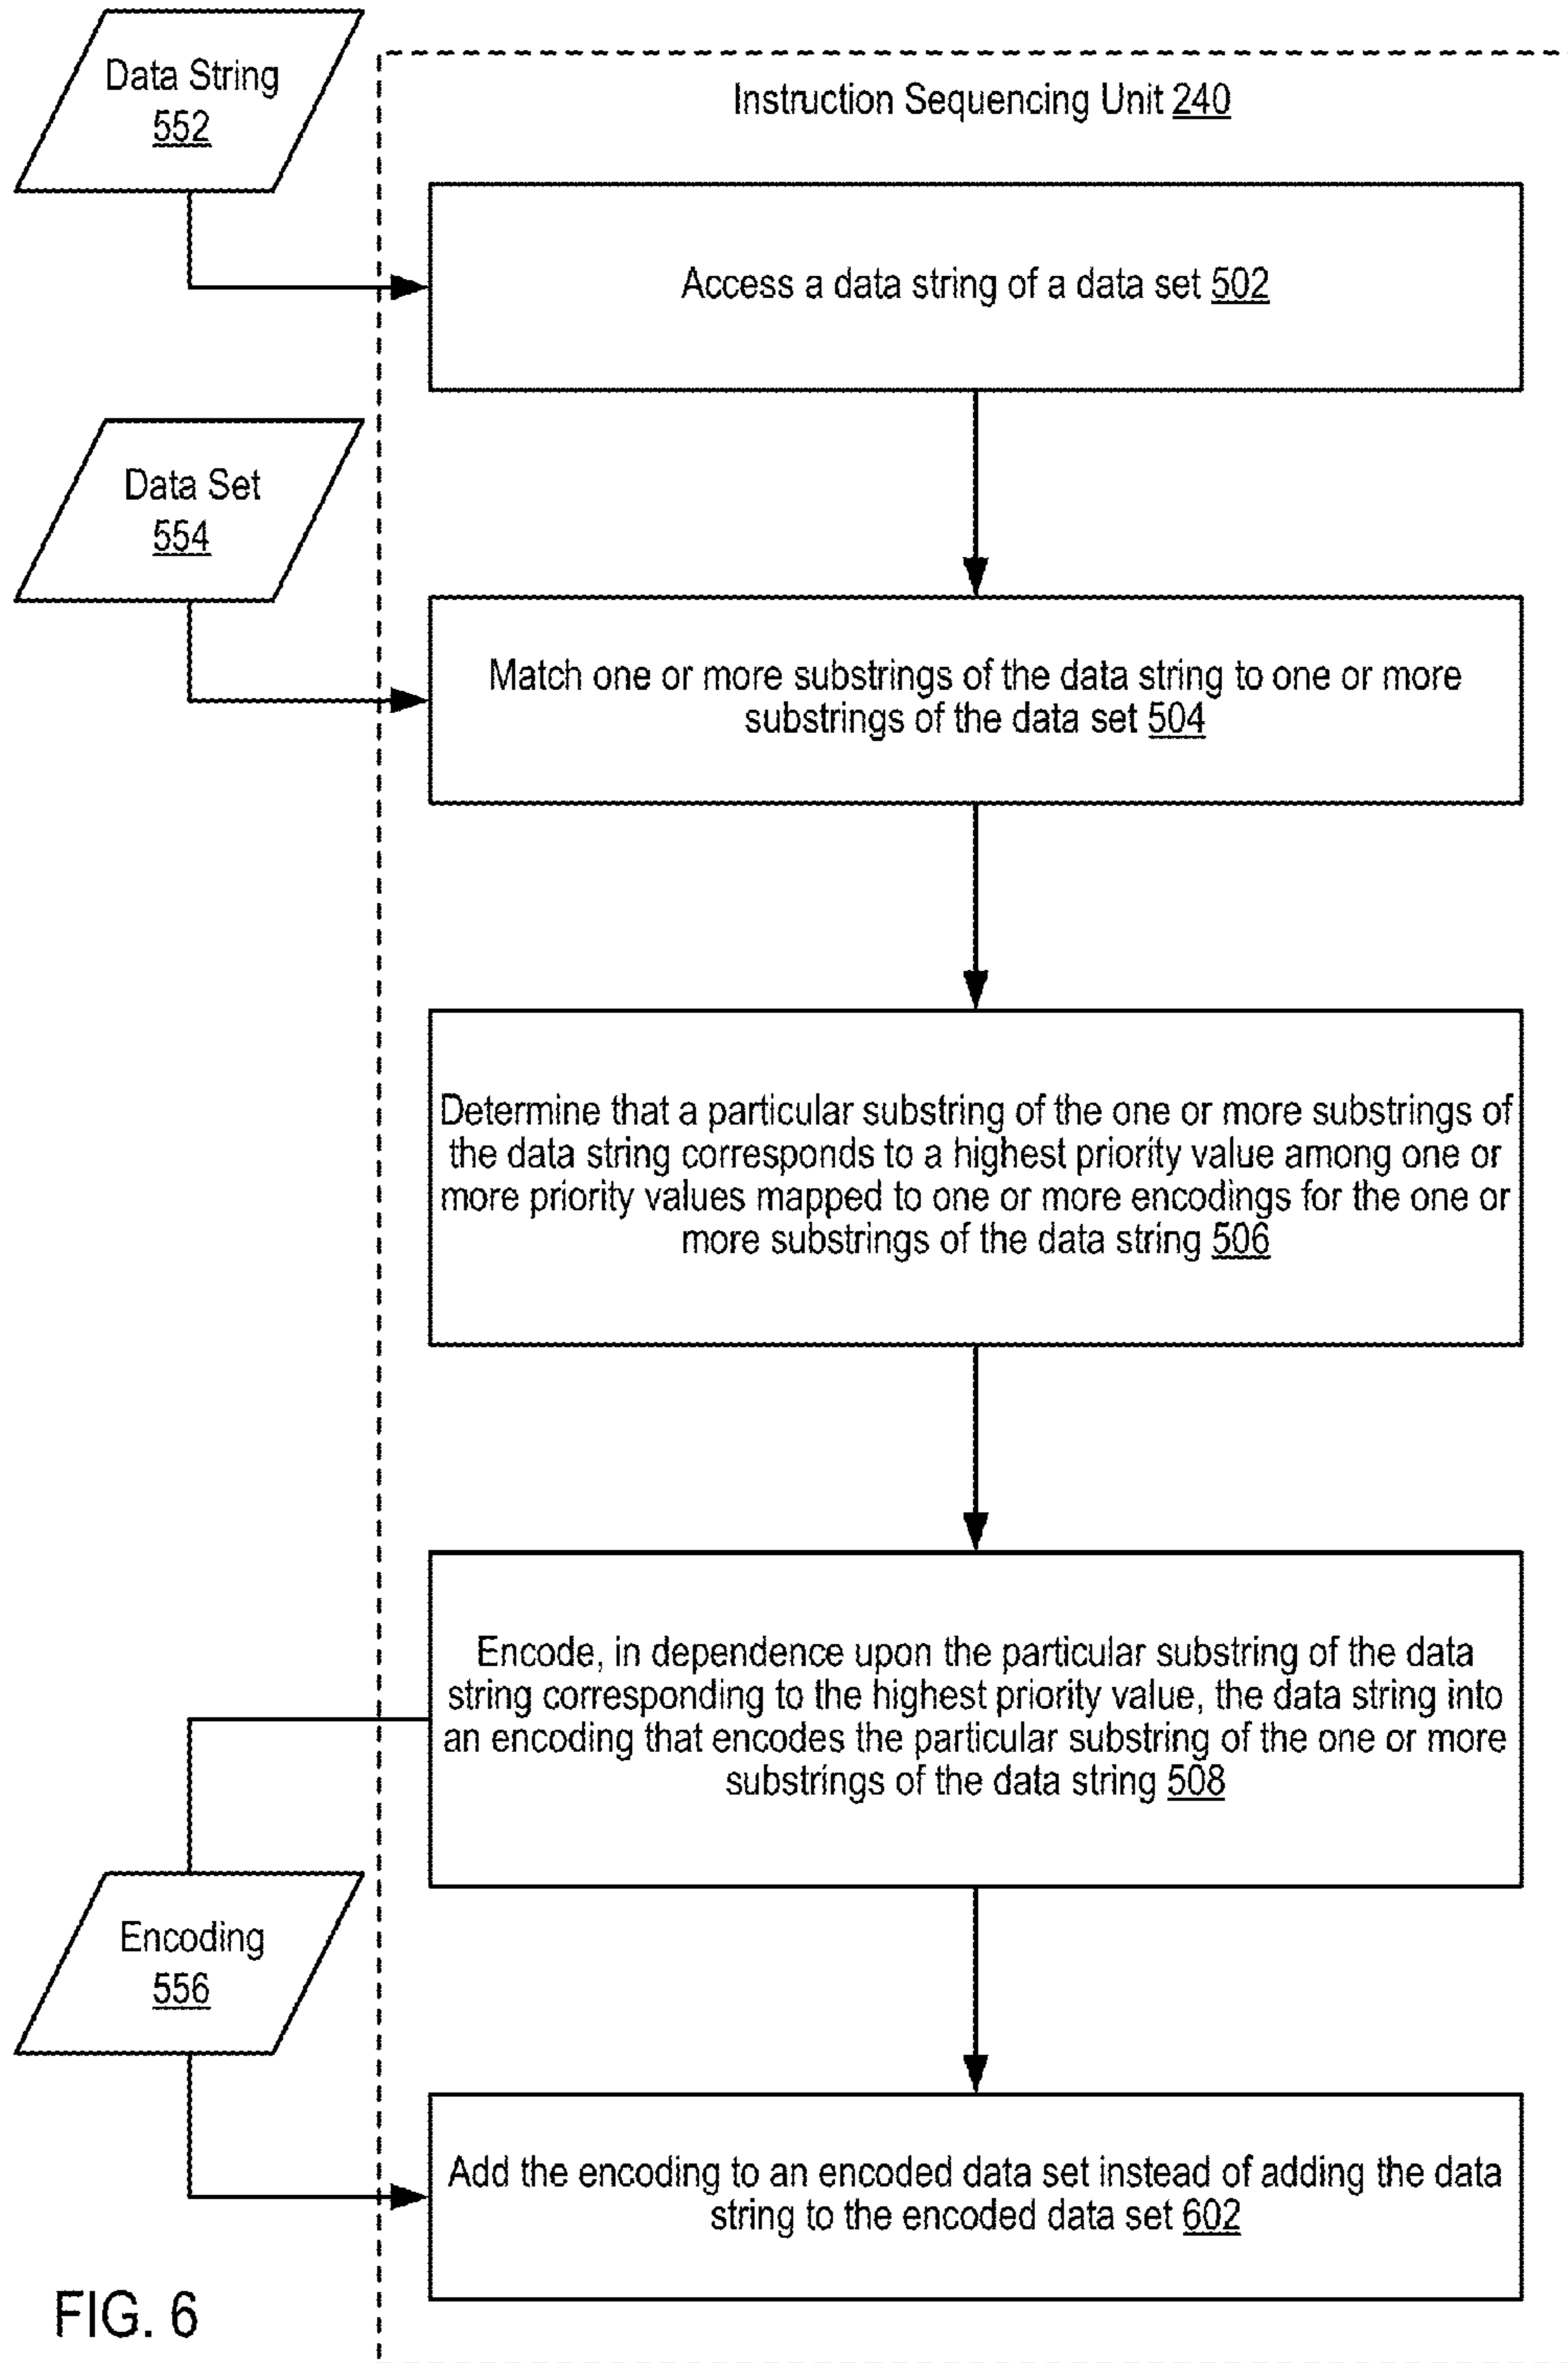 Data String
552
Instruction Sequencing Unit 240
Access a data string of a data set 502
Data Set
554
Match one or more substrings of the data string to one or more
substrings of the data set 504
Determine that a particular substring of the one or more substrings of
the data string corresponds to a highest priority value among one or
more priority values mapped to one or more encodings for the one or
more substrings of the data string 506
Encode, in dependence upon the particular substring of the data
string corresponding to the highest priority value, the data string into
an encoding that encodes the particular substring of the one or more
substrings of the data string 508
Encoding
556
Add the encoding to an encoded data set instead of adding the data
string to the encoded data set 602
FIG. 6